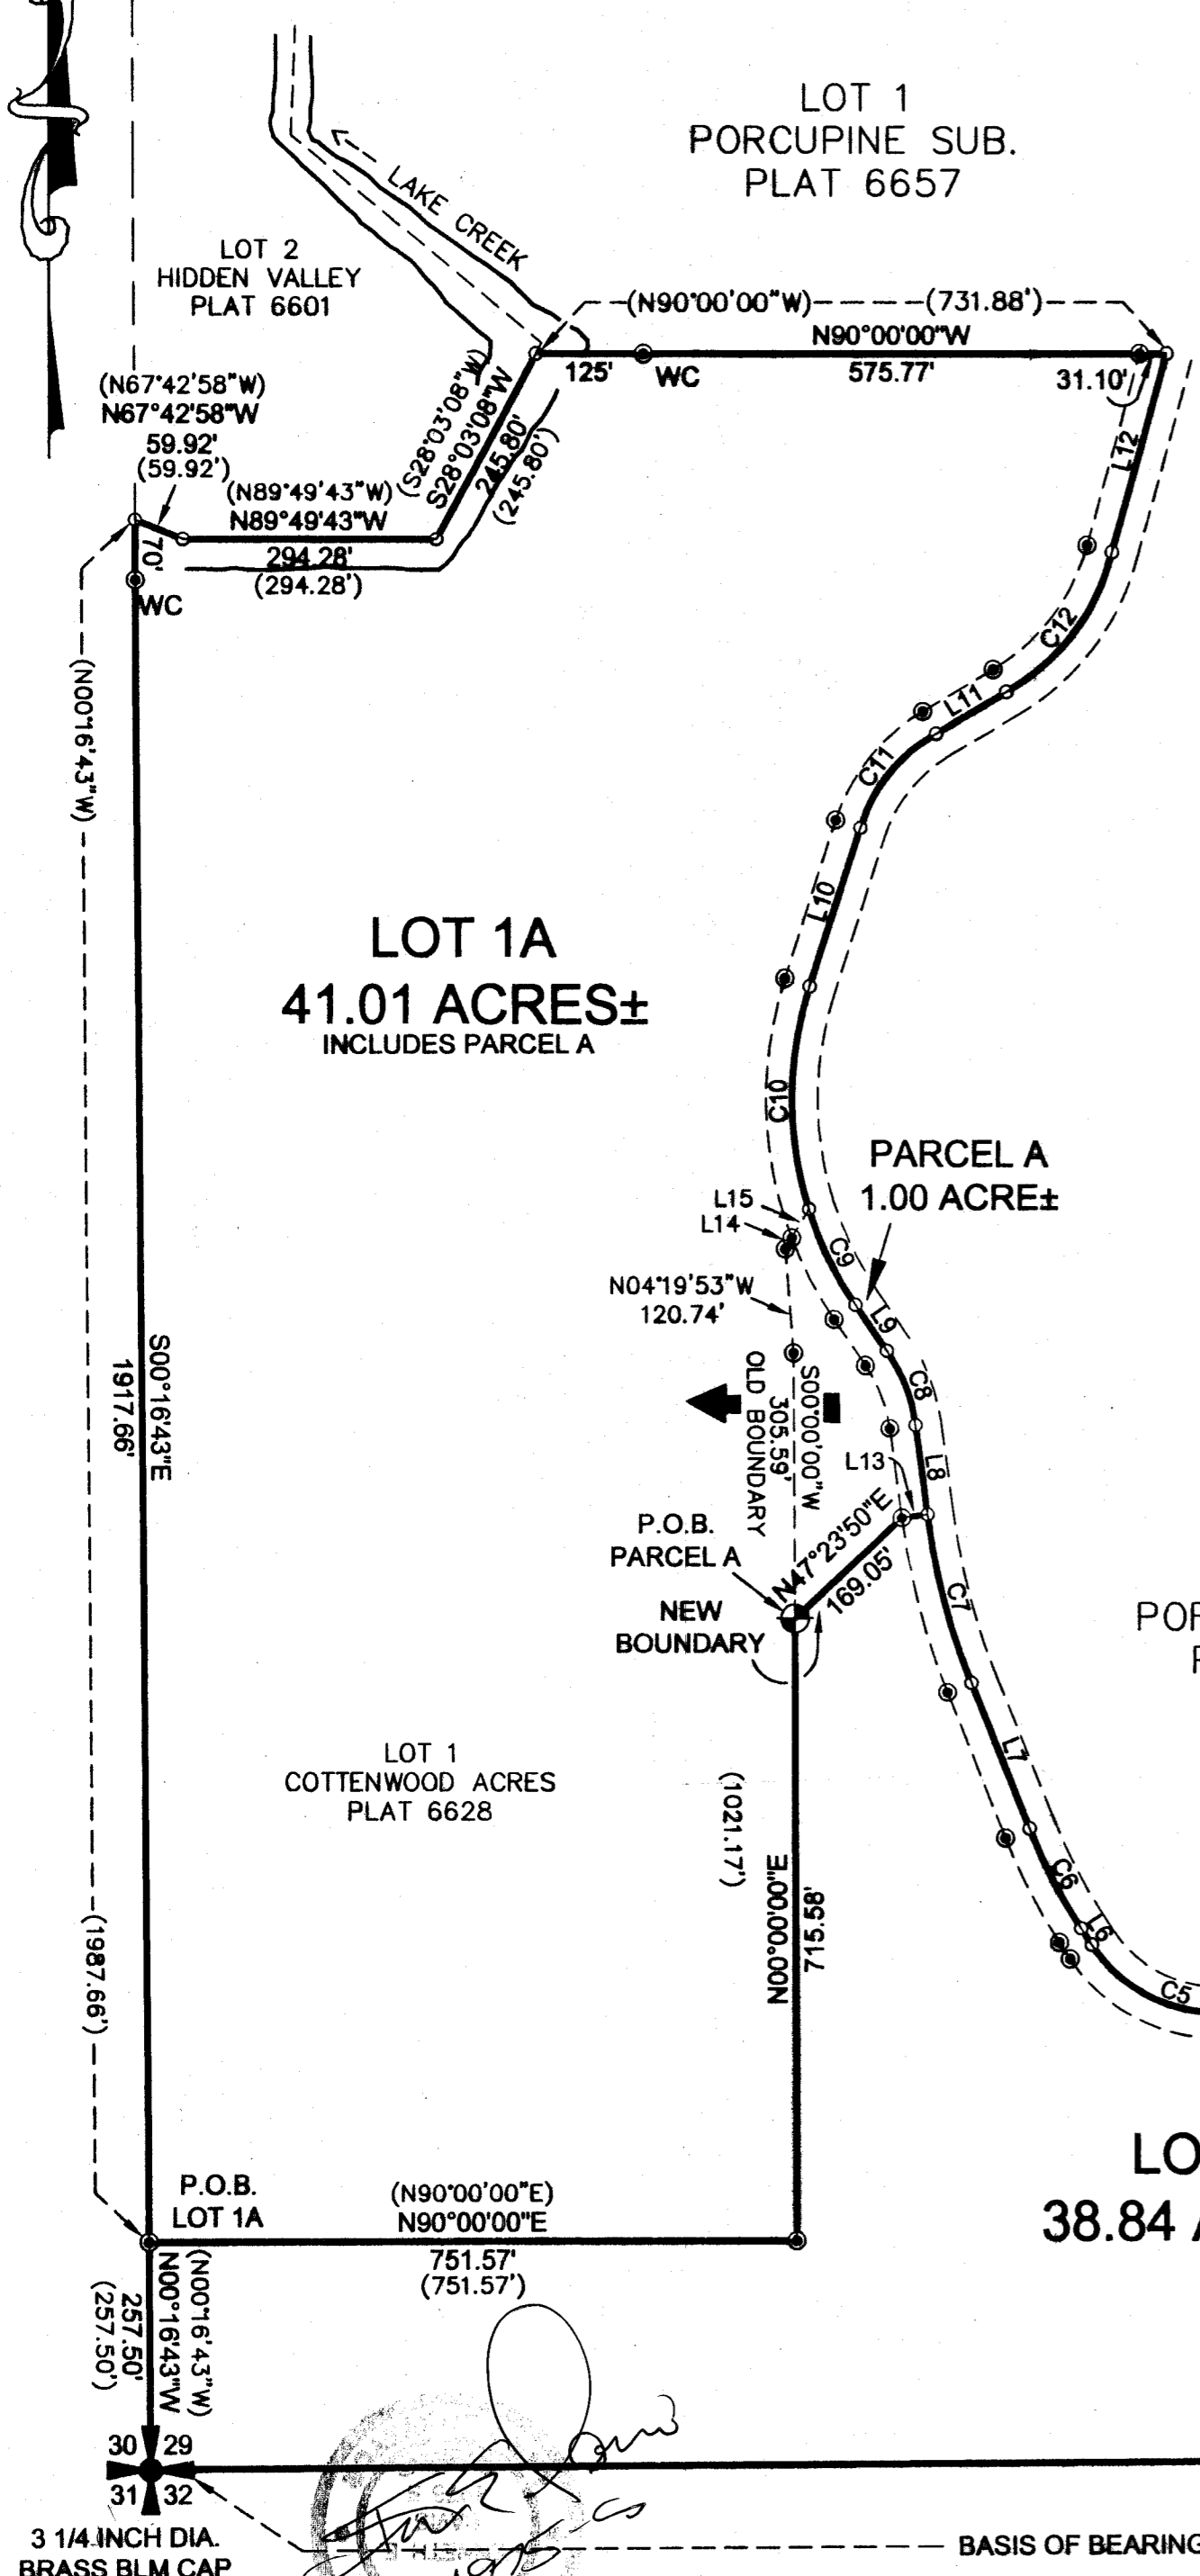 LOT 1
PORCUPINE SUB.
PLAT 6657
LAKE CREEK
LOT 2
HIDDEN VALLEY
PLAT 6601
(N90°00'00"W)
(731.88')
N90°00'00"W
125'
WC
575.77'
31.10'
(N67°42'58"W)
N67°42'58"W
59.92'
(59.92')
(S28°03'08"W)
S28°03'08"W
245.80'
(245.80')
(N89°49'43"W)
N89°49'43"W
294.28'
(294.28')
70'
WC
L12
C12
L11
C11
L10
(N00°16'43"W)
LOT 1A
41.01 ACRES±
INCLUDES PARCEL A
C10
PARCEL A
1.00 ACRE±
L15
L14
C9
N04°19'53"W
120.74'
L9
S00°16'43"E
1917.66'
S00°00'00"W
305.59'
OLD BOUNDARY
C8
L13
L8
N47°23'50"E
169.05'
P.O.B.
PARCEL A
NEW
BOUNDARY
C7
POR
L7
LOT 1
COTTENWOOD ACRES
PLAT 6628
(1021.17')
N00°00'00"E
715.58'
C6
L6
C5
(1987.66')
LO
38.84 A
P.O.B.
LOT 1A
(N90°00'00"E)
N90°00'00"E
751.57'
(751.57')
(N00°16'43"W)
N00°16'43"W
257.50'
(257.50')
30 29
31 32
3 1/4 INCH DIA.
BRASS BLM CAP
BASIS OF BEARING